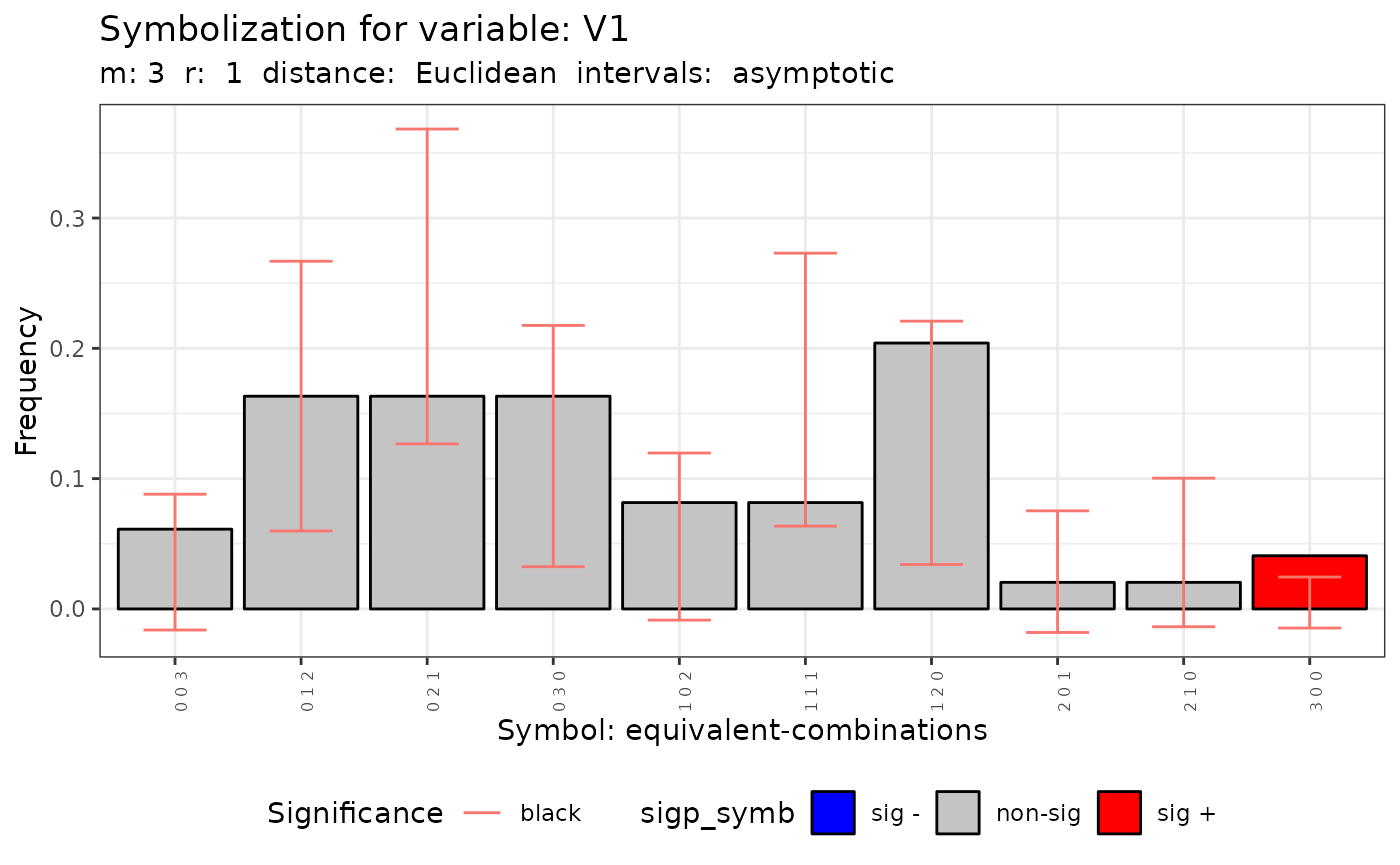 Symbolization for variable: V1
m: 3  r:  1  distance:  Euclidean  intervals:  asymptotic
Frequency
0.3
0.2
0.1
0.0
0 0 3
0 1 2
0 2 1
0 3 0
1 0 2
1 1 1
1 2 0
2 0 1
2 1 0
3 0 0
Symbol: equivalent-combinations
Significance
black
sigp_symb
sig -
non-sig
sig +